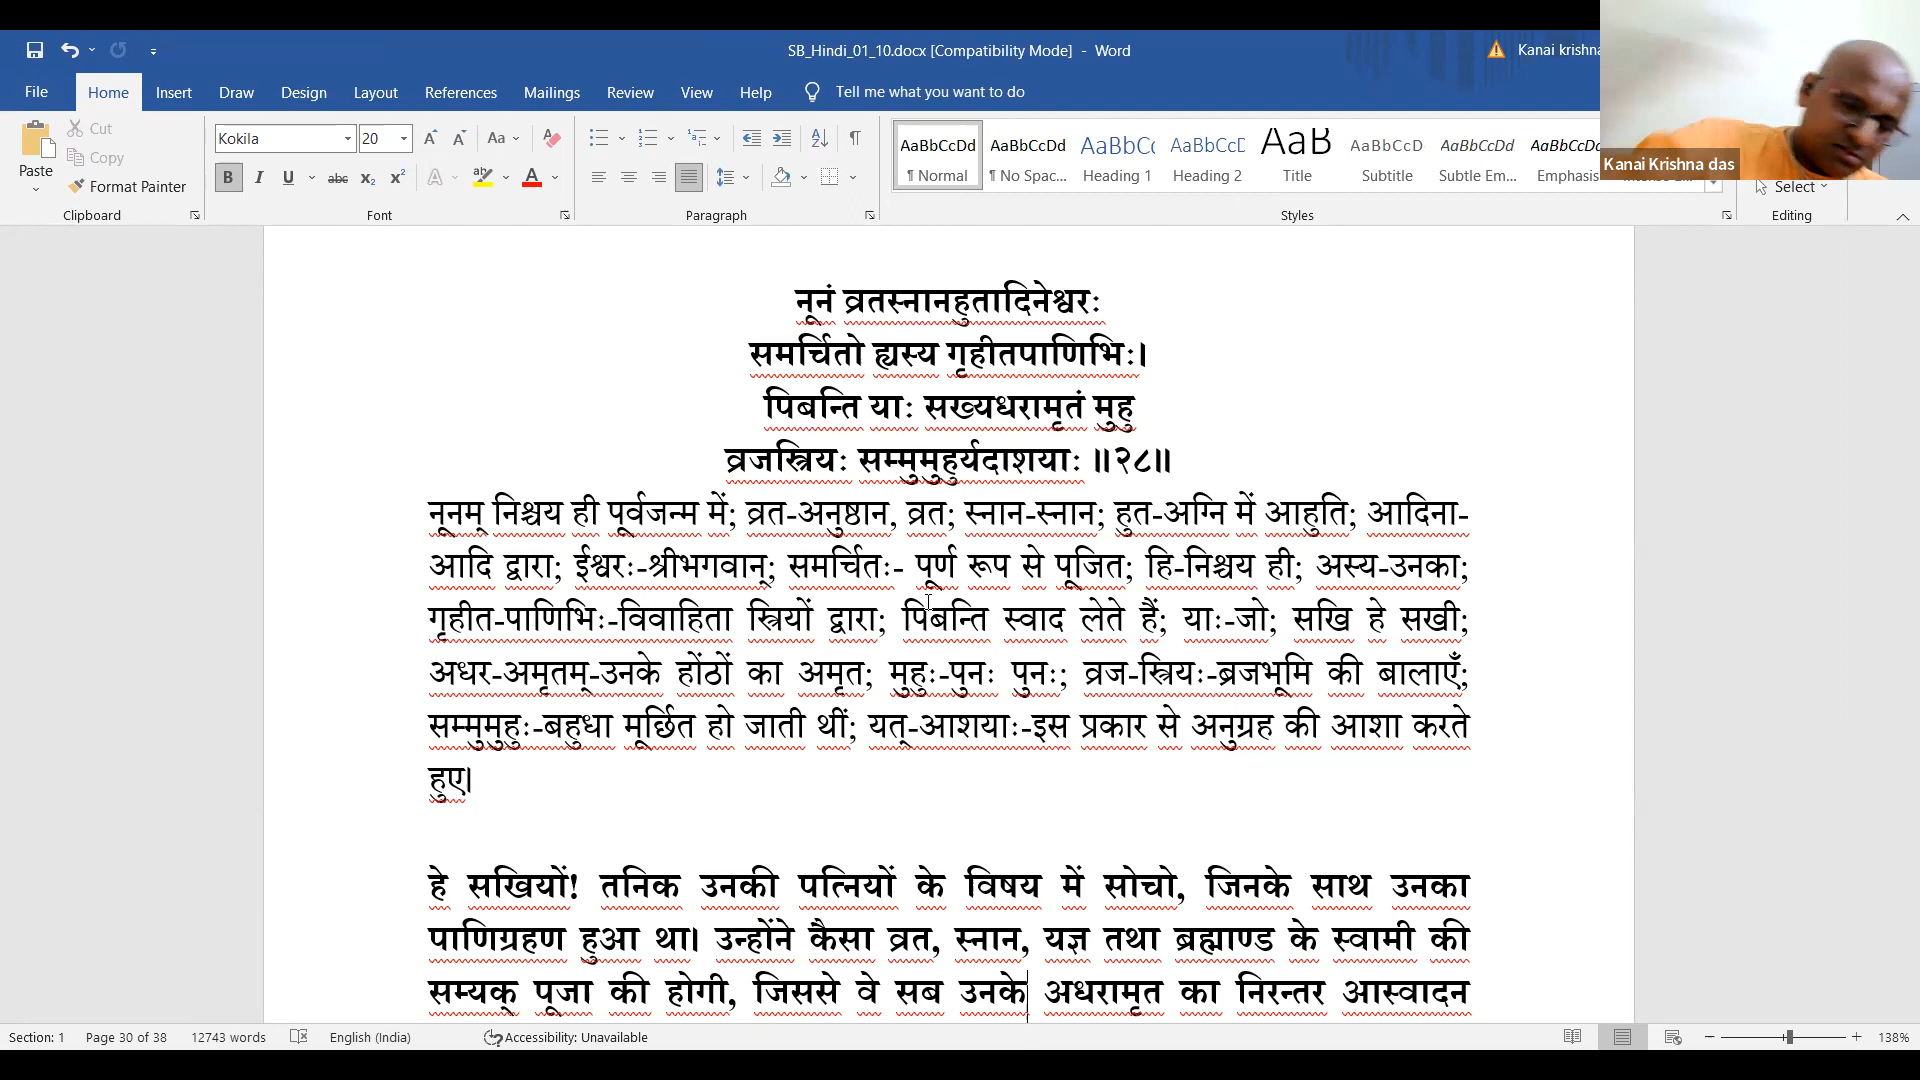 SB_Hindi_01_10.docx [Compatibility Mode] - Word
Kanai krishna
File Home Insert Draw Design Layout References Mailings Review View Help Tell me what you want to do
Paste
Cut
Copy
Format Painter
Clipboard
Kokila 20
Font
Paragraph
AaBbCcDd AaBbCcDd AaBbCc AaBbCcC AaB AaBbCcD AaBbCcDd AaBbCcDd
¶ Normal ¶ No Spac... Heading 1 Heading 2 Title Subtitle Subtle Em... Emphasis
Styles
Select
Editing
Kanai Krishna das
नूनं व्रतस्नानहुतादिनेश्वरः
समर्चितो ह्यस्य गृहीतपाणिभिः।
पिबन्ति याः सख्यधरामृतं मुहु
व्रजस्त्रियः सम्मुमुहुर्यदाशयाः ॥२८॥
नूनम् निश्चय ही पूर्वजन्म में; व्रत-अनुष्ठान, व्रत; स्नान-स्नान; हुत-अग्नि में आहुति; आदिना-
आदि द्वारा; ईश्वरः-श्रीभगवान्; समर्चितः- पूर्ण रूप से पूजित; हि-निश्चय ही; अस्य-उनका;
गृहीत-पाणिभिः-विवाहिता स्त्रियों द्वारा; पिबन्ति स्वाद लेते हैं; याः-जो; सखि हे सखी;
अधर-अमृतम्-उनके होंठों का अमृत; मुहुः-पुनः पुनः; व्रज-स्त्रियः-ब्रजभूमि की बालाएँ;
सम्मुमुहुः-बहुधा मूर्छित हो जाती थीं; यत्-आशयाः-इस प्रकार से अनुग्रह की आशा करते
हुए।
हे सखियों! तनिक उनकी पत्नियों के विषय में सोचो, जिनके साथ उनका
पाणिग्रहण हुआ था। उन्होंने कैसा व्रत, स्नान, यज्ञ तथा ब्रह्माण्ड के स्वामी की
सम्यक् पूजा की होगी, जिससे वे सब उनके अधरामृत का निरन्तर आस्वादन
Section: 1 Page 30 of 38 12743 words English (India) Accessibility: Unavailable 138%